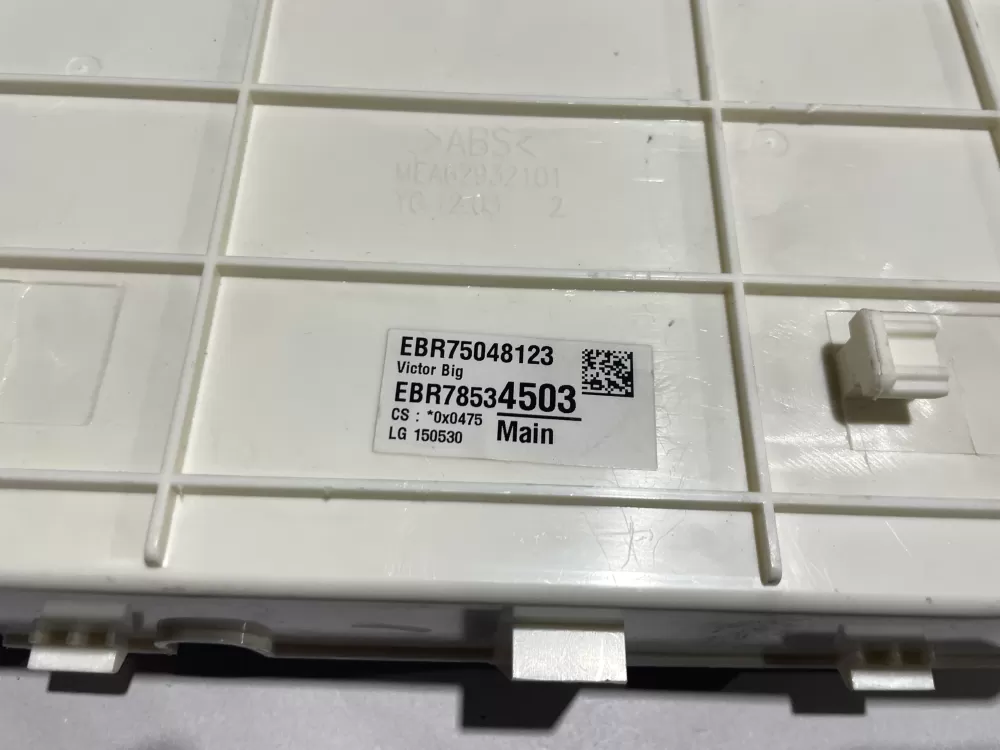 >ABS<
EBR75048123
Victor Big
EBR78534503
CS : *0x0475
LG 150530 Main